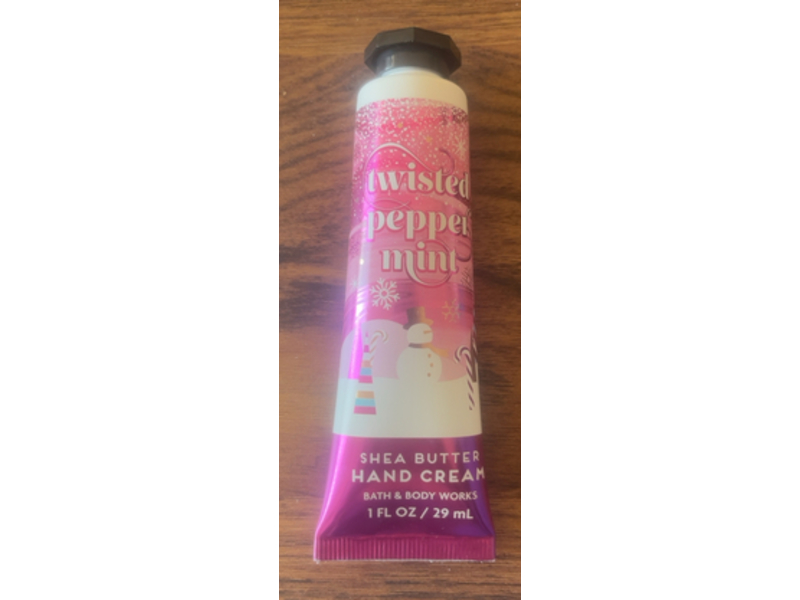 twisted
pepper
mint
SHEA BUTTER
HAND CREAM
BATH & BODY WORKS
1 FL OZ / 29 mL